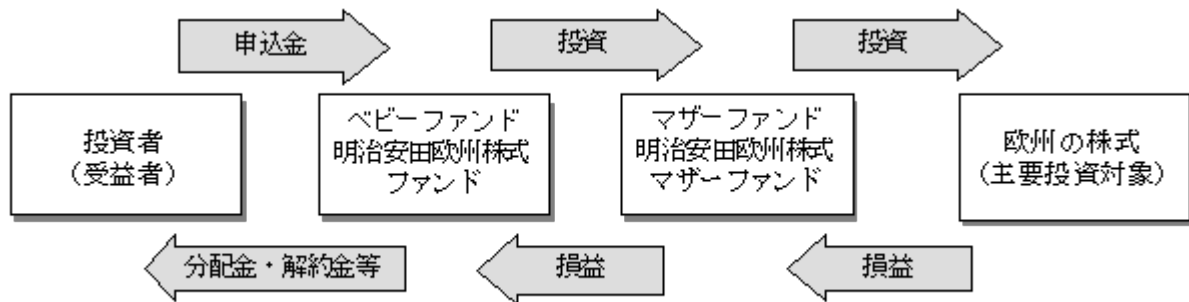 申込金
投資
投資
投資者
(受益者)
ベビーファンド
明治安田欧州株式
ファンド
マザーファンド
明治安田欧州株式
マザーファンド
欧州の株式
(主要投資対象)
分配金・解約金等
損益
損益